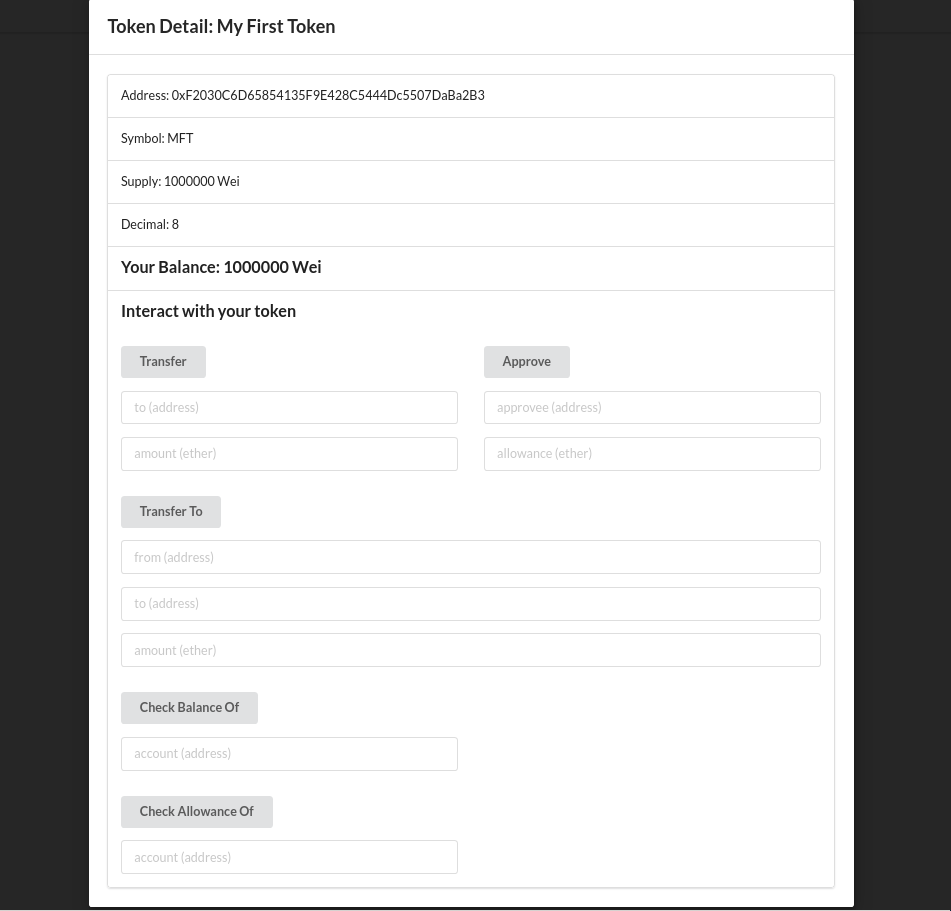 Token Detail: My First Token
Address: 0xF2030C6D65854135F9E428C5444Dc5507DaBa2B3
Symbol: MFT
Supply: 1000000 Wei
Decimal: 8
Your Balance: 1000000 Wei
Interact with your token
Transfer
to (address)
amount (ether)
Approve
approvee (address)
allowance (ether)
Transfer To
from (address)
to (address)
amount (ether)
Check Balance Of
account (address)
Check Allowance Of
account (address)